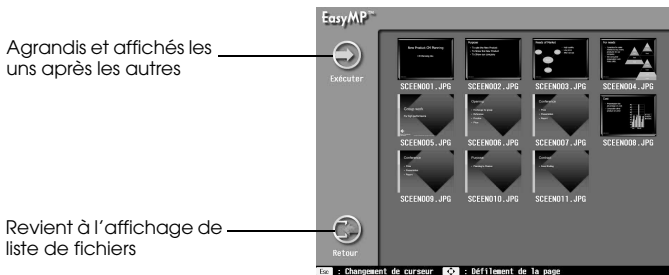 EasyMP™
Agrandis et affichés les
uns après les autres
Exécuter
New Product CM Planning
SCEEN001.JPG SCEEN002.JPG SCEEN003.JPG SCEEN004.JPG
SCEEN005.JPG SCEEN006.JPG SCEEN007.JPG SCEEN008.JPG
SCEEN009.JPG SCEEN010.JPG SCEEN011.JPG
Revient à l'affichage de
liste de fichiers
Retour
Esc : Changement de curseur : Défilement de la page